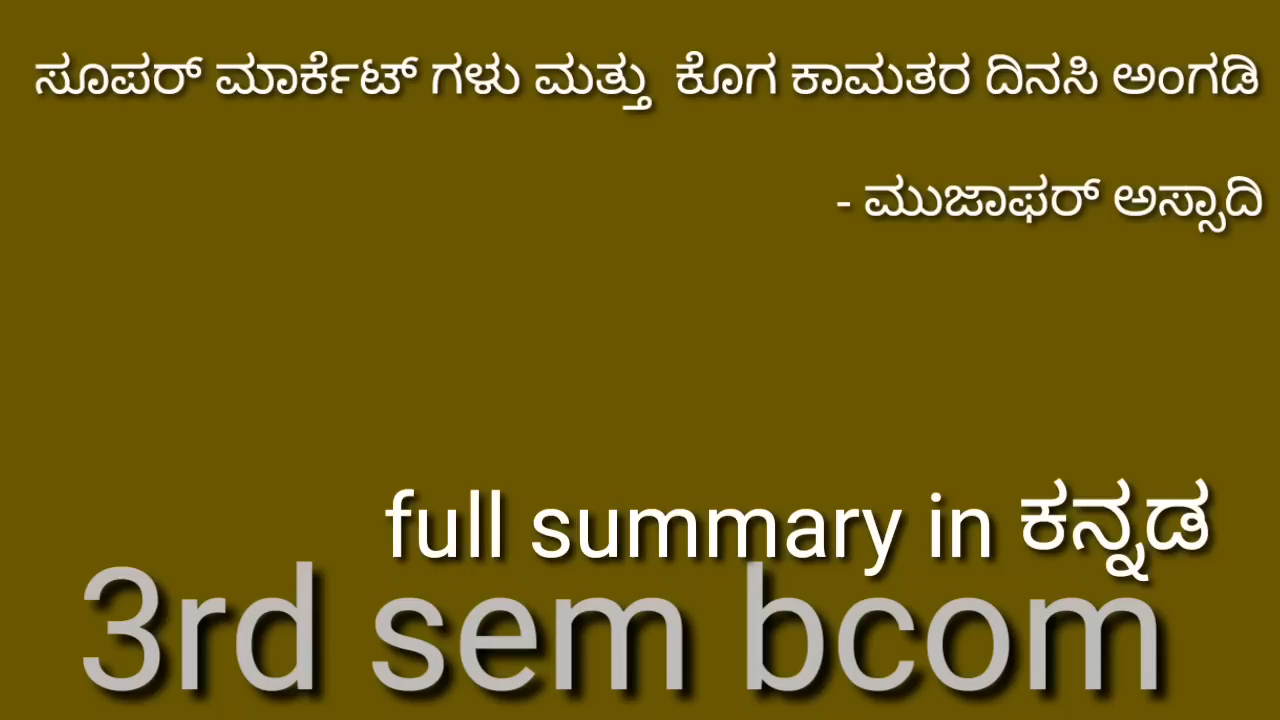 ಸೂಪರ್ ಮಾರ್ಕೆಟ್ ಗಳು ಮತ್ತು ಕೊಗ ಕಾಮತರ ದಿನಸಿ ಅಂಗಡಿ
- ಮುಜಾಫರ್ ಅಸ್ಸಾದಿ
full summary in ಕನ್ನಡ
3rd sem bcom